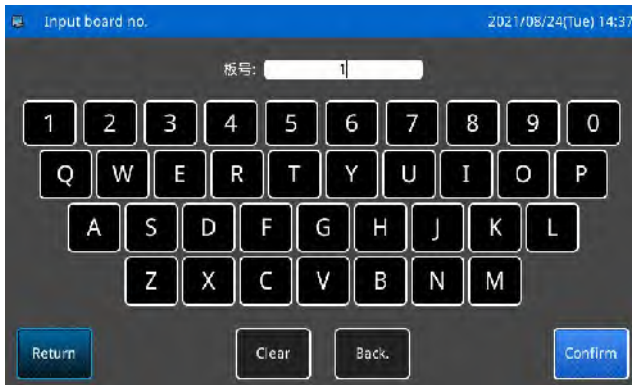 Input board no. 2021/08/24(Tue) 14:37
板号: 1
1 2 3 4 5 6 7 8 9 0
Q W E R T Y U I O P
A S D F G H J K L
Z X C V B N M
Return Clear Back. Confirm